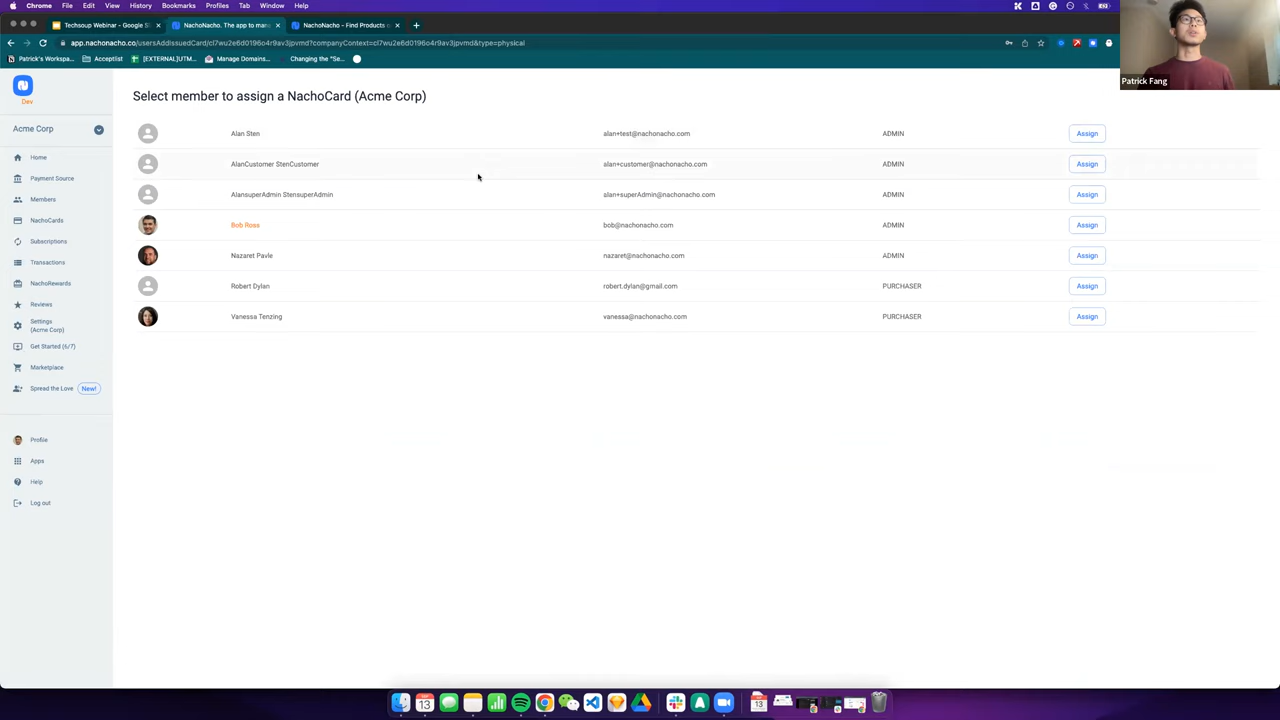 Chrome File Edit View History Bookmarks Profiles Tab Window Help
Techsoup Webinar - Google Sl
NachoNacho. The app to mana
NachoNacho - Find Products o
app.nachonacho.co/usersAddIssuedCard/cl7wu2e6d0196o4r9av3jpvmd?companyContext=cl7wu2e6d0196o4r9av3jpvmd&type=physical
Patrick's Workspa...
Acceptlist
[EXTERNAL]UTM...
Manage Domains...
Changing the "Se...
Patrick Fang
Dev
Acme Corp
Home
Payment Source
Members
NachoCards
Subscriptions
Transactions
NachoRewards
Reviews
Settings
(Acme Corp)
Get Started (6/7)
Marketplace
Spread the Love New!
Profile
Apps
Help
Log out
Select member to assign a NachoCard (Acme Corp)
Alan Sten alan+test@nachonacho.com ADMIN Assign
AlanCustomer StenCustomer alan+customer@nachonacho.com ADMIN Assign
AlansuperAdmin StensuperAdmin alan+superAdmin@nachonacho.com ADMIN Assign
Bob Ross bob@nachonacho.com ADMIN Assign
Nazaret Pavle nazaret@nachonacho.com ADMIN Assign
Robert Dylan robert.dylan@gmail.com PURCHASER Assign
Vanessa Tenzing vanessa@nachonacho.com PURCHASER Assign
SEP
13
13